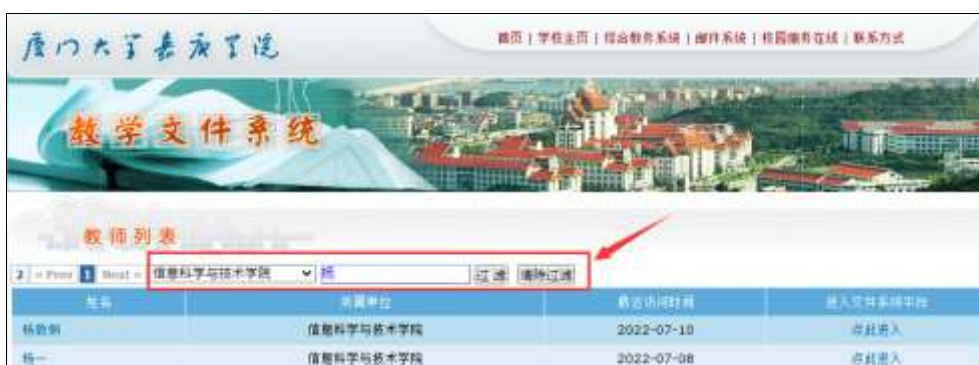 厦门大学嘉庚学院
首页 | 学校主页 | 综合教务系统 | 邮件系统 | 校园服务在线 | 联系方式
教学文件系统
教师列表
2 « Prev 1 Next » 信息科学与技术学院 杨 过滤 清除过滤
姓名 所属单位 最近访问时间 进入文件系统平台
信息科学与技术学院 2022-07-10 点此进入
杨一 信息科学与技术学院 2022-07-08 点此进入